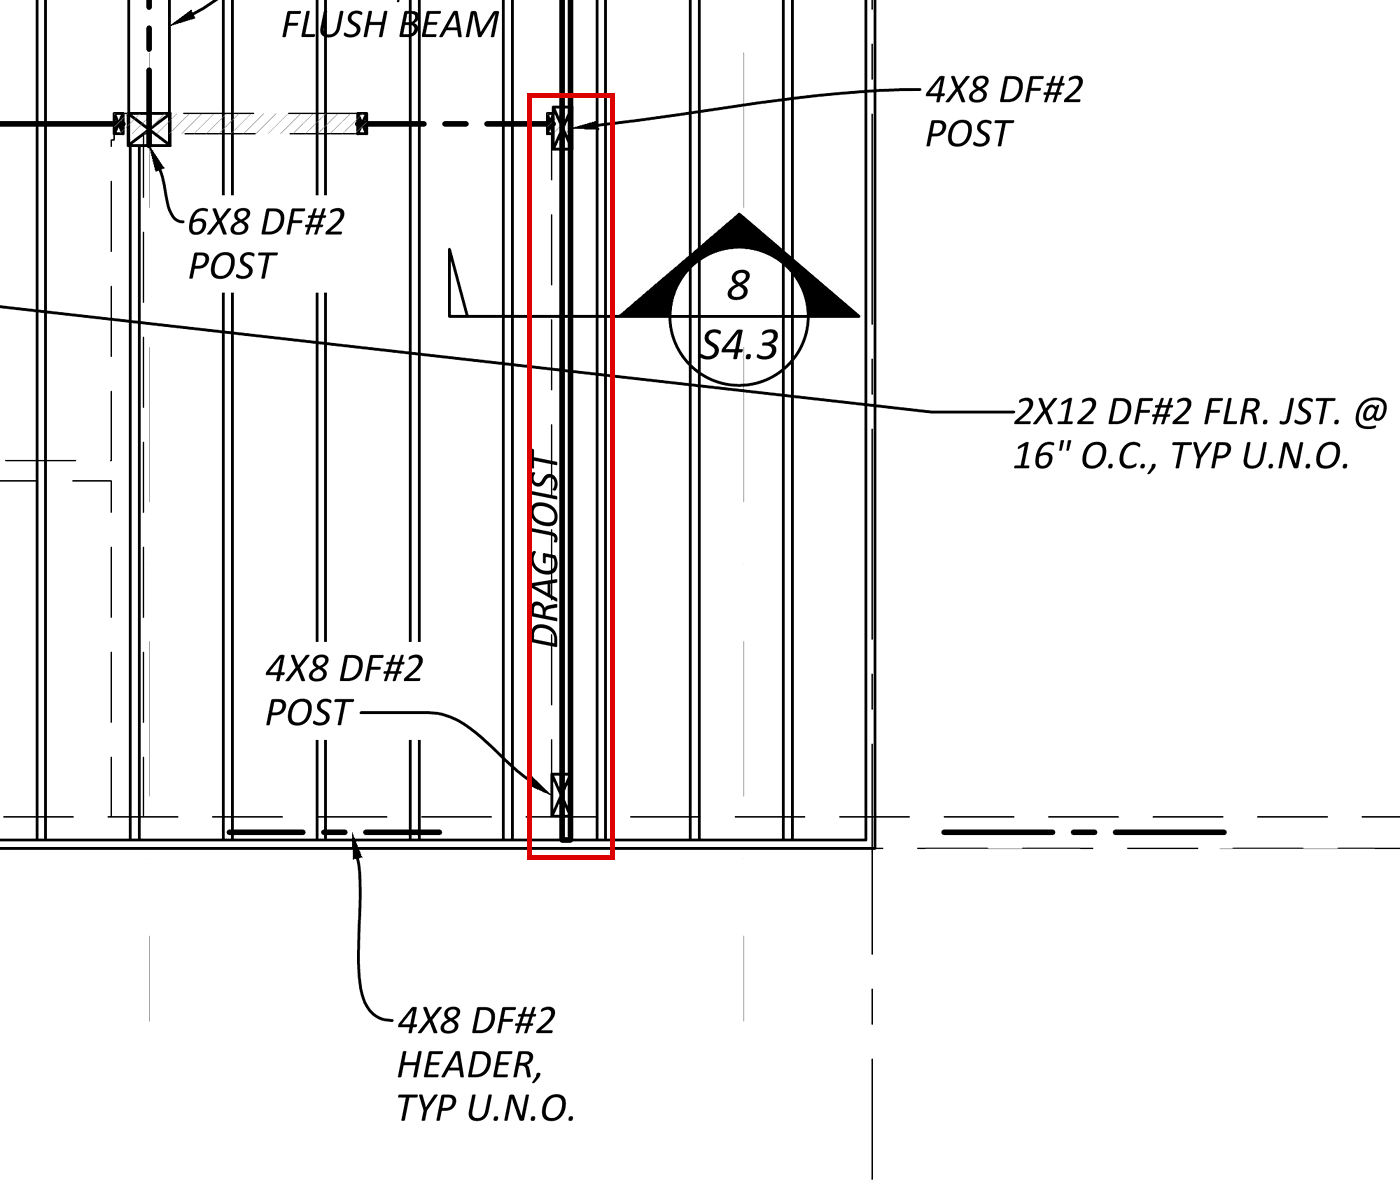 FLUSH BEAM
4X8 DF#2
POST
6X8 DF#2
POST
8
S4.3
2X12 DF#2 FLR. JST. @
16" O.C., TYP U.N.O.
DRAG JOIST
4X8 DF#2
POST
4X8 DF#2
HEADER,
TYP U.N.O.